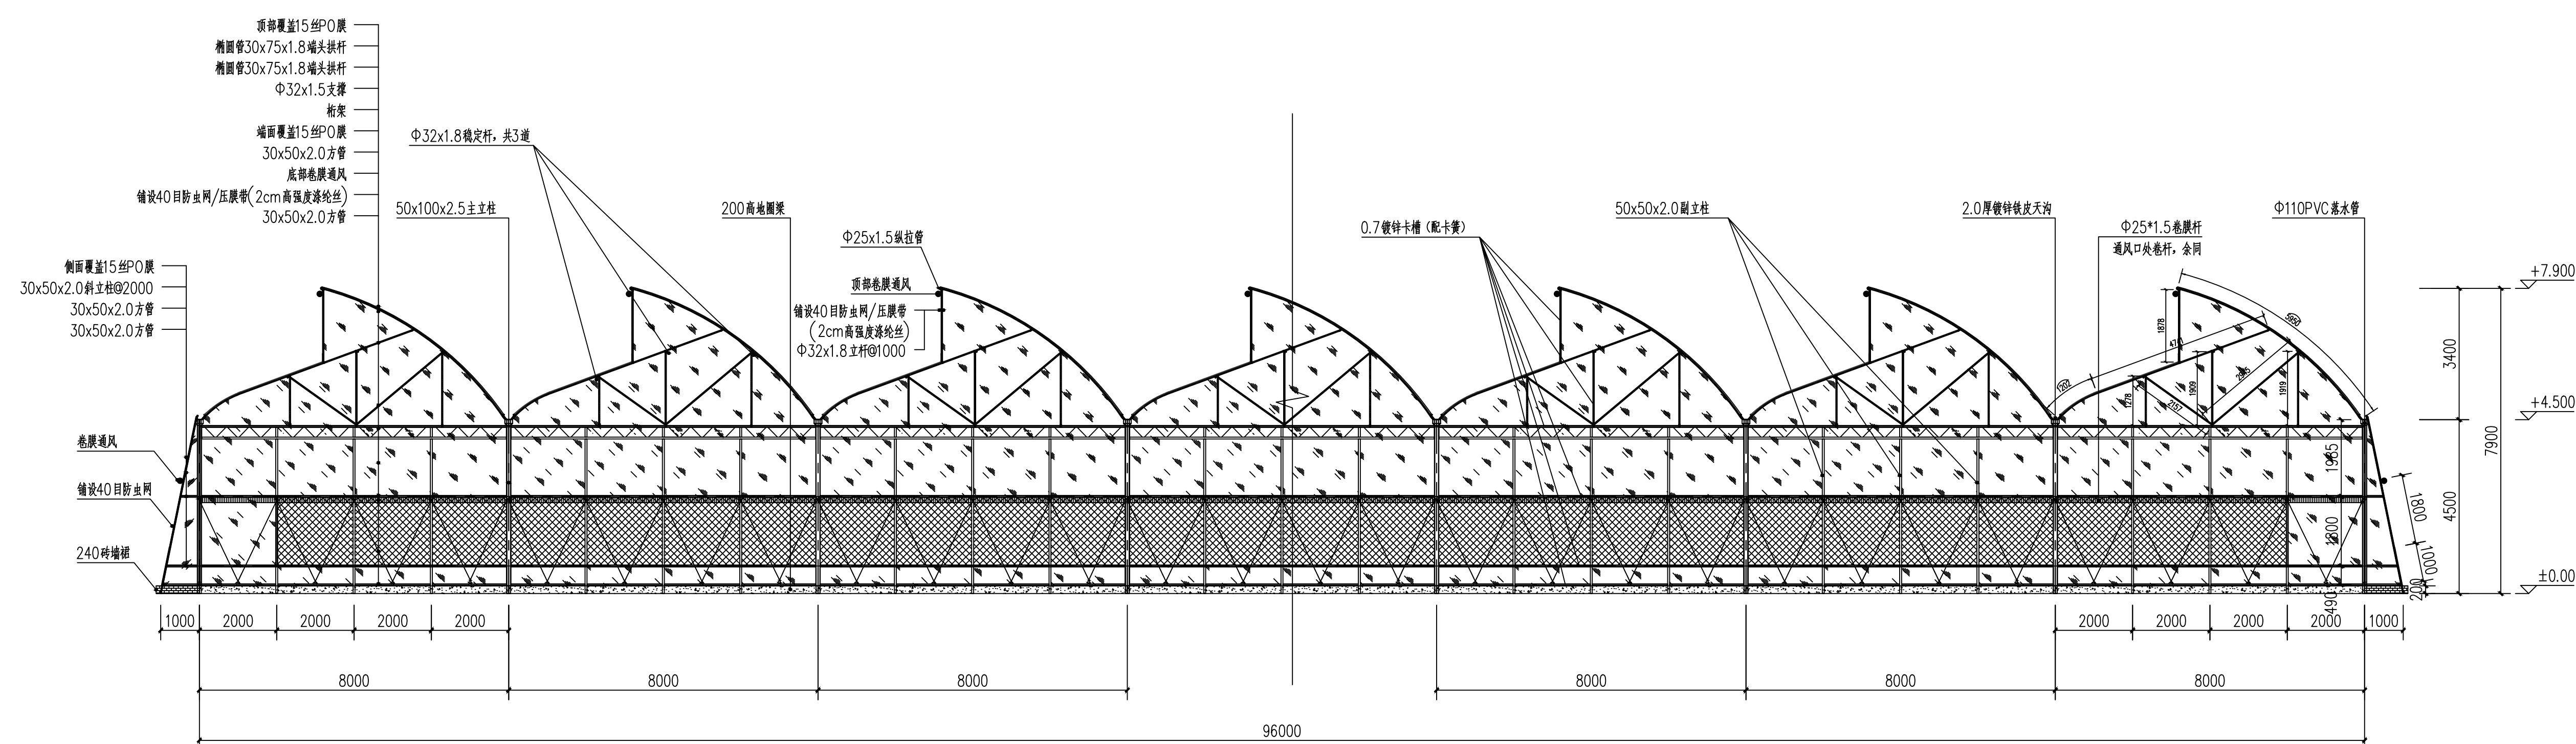 顶部覆盖15丝PO膜
椭圆管30x75x1.8端头拱杆
椭圆管30x75x1.8端头拱杆
Φ32x1.5支撑
桁架
端面覆盖15丝PO膜
30x50x2.0方管
底部卷膜通风
铺设40目防虫网/压膜带(2cm高强度涤纶丝)
30x50x2.0方管
侧面覆盖15丝PO膜
30x50x2.0斜立柱@2000
30x50x2.0方管
30x50x2.0方管
卷膜通风
铺设40目防虫网
240砖墙裙
Φ32x1.8稳定杆，共3道
50x100x2.5主立柱
200高地圈梁
Φ25x1.5纵拉管
顶部卷膜通风
铺设40目防虫网/压膜带
(2cm高强度涤纶丝)
Φ32x1.8立杆@1000
0.7镀锌卡槽（配卡簧）
50x50x2.0副立柱
2.0厚镀锌铁皮天沟
Φ25*1.5卷膜杆
通风口处卷杆，余同
Φ110PVC落水管
5950
1878
4711
1202
1278
2157
1909
2945
1919
1985
1800
490
1800
1000
200
3400
4500
7900
+7.900
+4.500
±0.00
1000
2000
2000
2000
2000
2000
2000
2000
2000
1000
8000
8000
8000
8000
8000
8000
96000